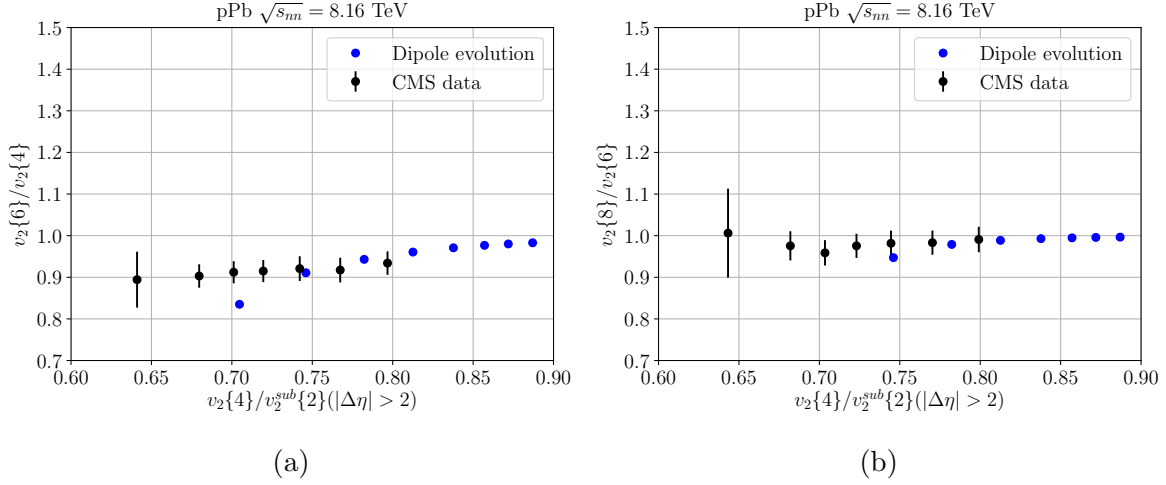 pPb √s_nn = 8.16 TeV
1.5
1.4
1.3
1.2
1.1
1.0
0.9
0.8
0.7
v₂{6}/v₂{4}
Dipole evolution
CMS data
0.60 0.65 0.70 0.75 0.80 0.85 0.90
v₂{4}/v₂^sub{2}(|Δη| > 2)
(a)
pPb √s_nn = 8.16 TeV
1.5
1.4
1.3
1.2
1.1
1.0
0.9
0.8
0.7
v₂{8}/v₂{6}
Dipole evolution
CMS data
0.60 0.65 0.70 0.75 0.80 0.85 0.90
v₂{4}/v₂^sub{2}(|Δη| > 2)
(b)